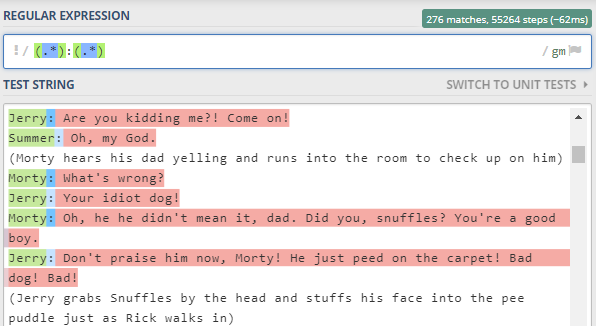 REGULAR EXPRESSION
276 matches, 55264 steps (~62ms)
! / (.*):(.*) / gm
TEST STRING
SWITCH TO UNIT TESTS
Jerry: Are you kidding me?! Come on!
Summer: Oh, my God.
(Morty hears his dad yelling and runs into the room to check up on him)
Morty: What's wrong?
Jerry: Your idiot dog!
Morty: Oh, he he didn't mean it, dad. Did you, snuffles? You're a good
boy.
Jerry: Don't praise him now, Morty! He just peed on the carpet! Bad
dog! Bad!
(Jerry grabs Snuffles by the head and stuffs his face into the pee
puddle just as Rick walks in)